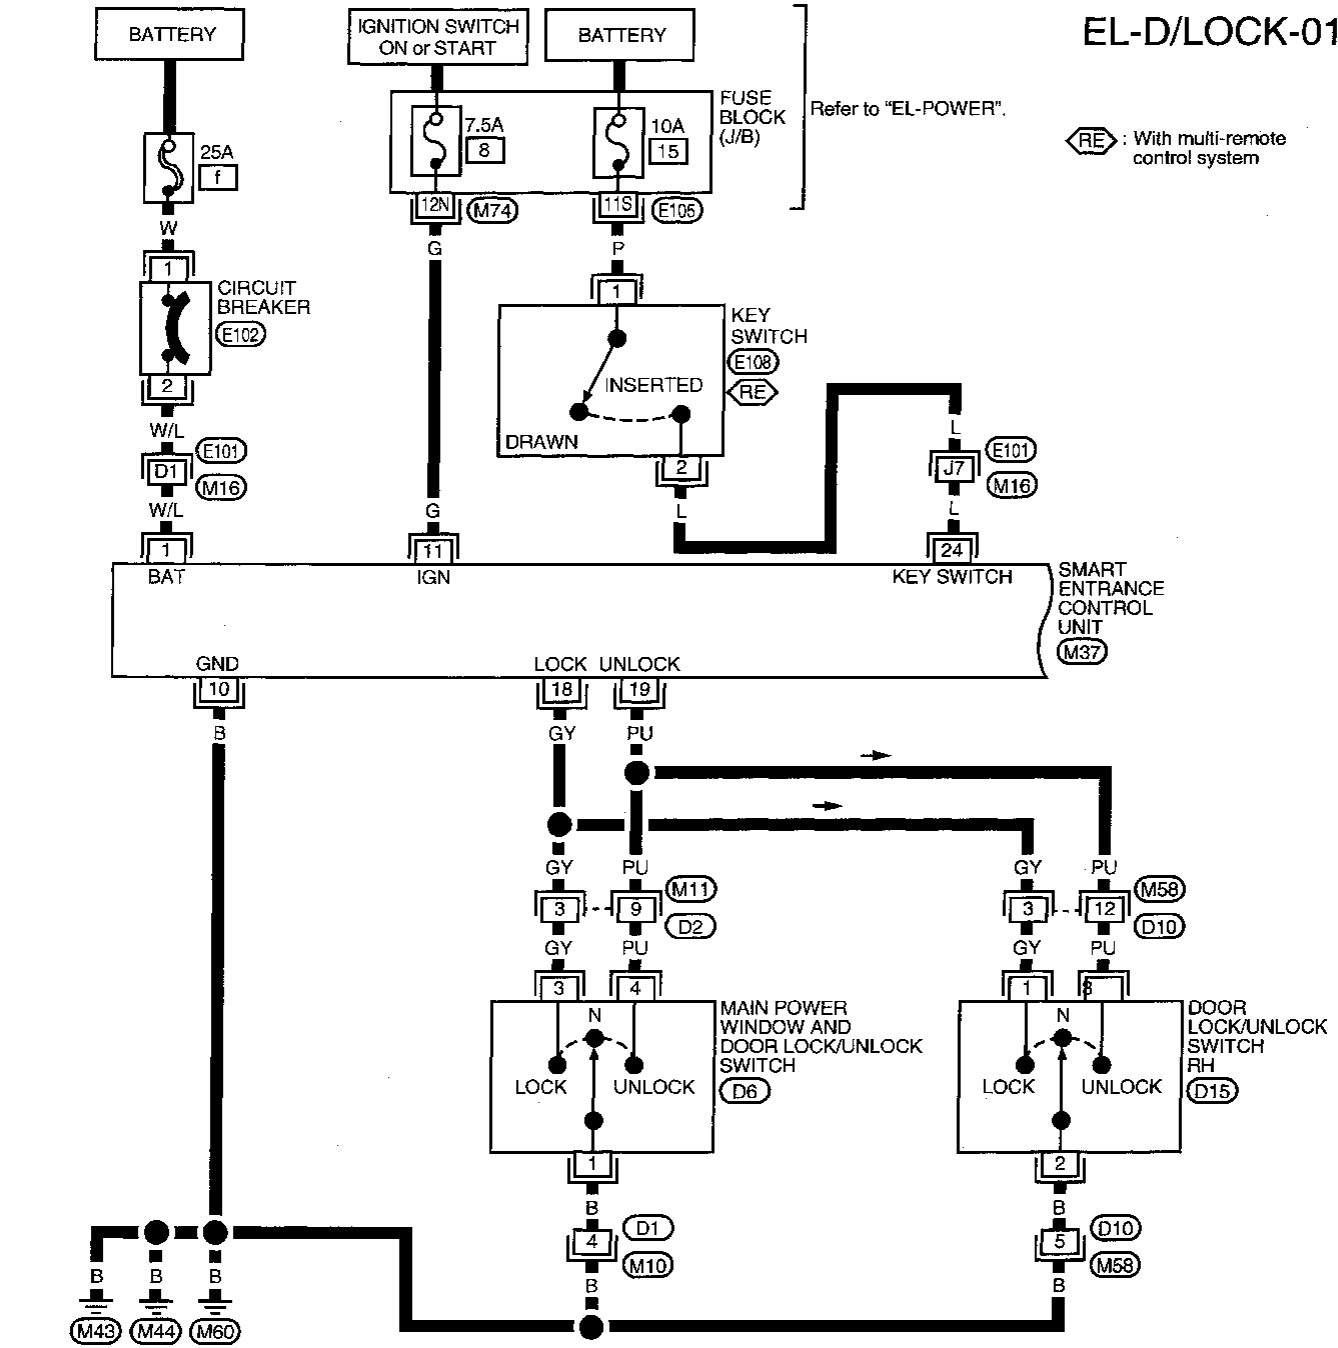 EL-D/LOCK-01
BATTERY
IGNITION SWITCH
ON or START
BATTERY
FUSE
BLOCK
(J/B)
Refer to "EL-POWER".
RE : With multi-remote
control system
25A
f
7.5A
8
10A
15
12N
M74
11S
E105
W
G
P
1
CIRCUIT
BREAKER
E102
2
1
KEY
SWITCH
E108
RE
INSERTED
DRAWN
2
W/L
D1
E101
M16
W/L
G
L
L
J7
E101
M16
L
1
11
24
BAT
IGN
KEY SWITCH
SMART
ENTRANCE
CONTROL
UNIT
M37
GND
LOCK
UNLOCK
10
18
19
B
GY
PU
GY
PU
GY
PU
3
9
M11
D2
3
12
M58
D10
GY
PU
GY
PU
3
4
1
8
N
LOCK
UNLOCK
MAIN POWER
WINDOW AND
DOOR LOCK/UNLOCK
SWITCH
D6
N
LOCK
UNLOCK
DOOR
LOCK/UNLOCK
SWITCH
RH
D15
1
2
B
B
4
D1
M10
5
D10
M58
B
B
B
B
B
M43
M44
M60